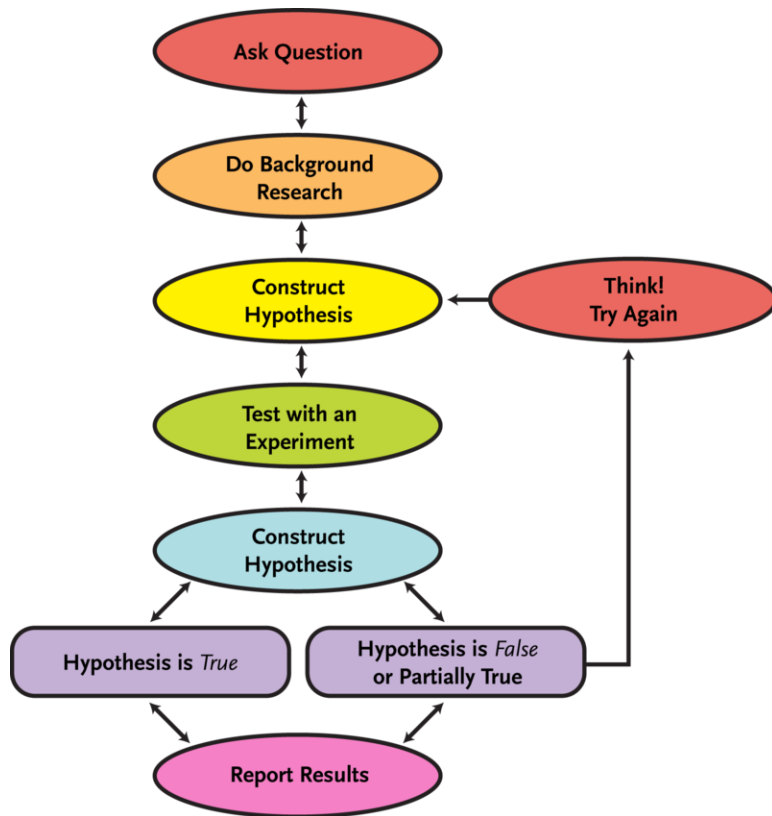 Ask Question
Do Background
Research
Construct
Hypothesis
Think!
Try Again
Test with an
Experiment
Construct
Hypothesis
Hypothesis is True
Hypothesis is False
or Partially True
Report Results